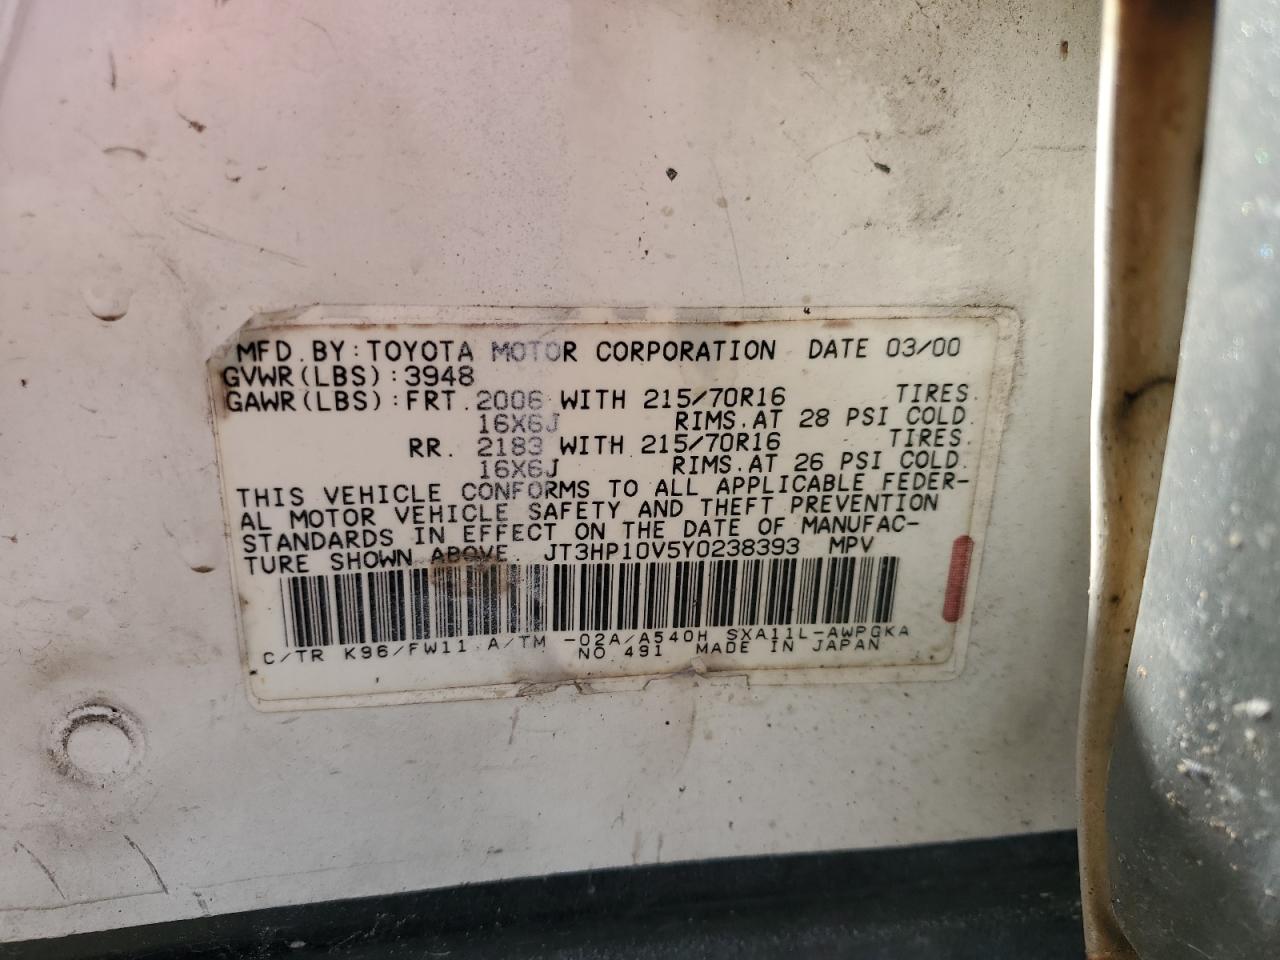 MFD. BY: TOYOTA MOTOR CORPORATION DATE 03/00
GVWR(LBS): 3948
GAWR(LBS): FRT. 2006 WITH 215/70R16 TIRES.
16X6J RIMS. AT 28 PSI COLD.
RR. 2183 WITH 215/70R16 TIRES.
16X6J RIMS. AT 26 PSI COLD.
THIS VEHICLE CONFORMS TO ALL APPLICABLE FEDER-
AL MOTOR VEHICLE SAFETY AND THEFT PREVENTION
STANDARDS IN EFFECT ON THE DATE OF MANUFAC-
TURE SHOWN ABOVE. JT3HP10V5Y0238393 MPV
C/TR K96/FW11 A/TM -02A/A540H SXA11L-AWPGKA
NO.491 MADE IN JAPAN